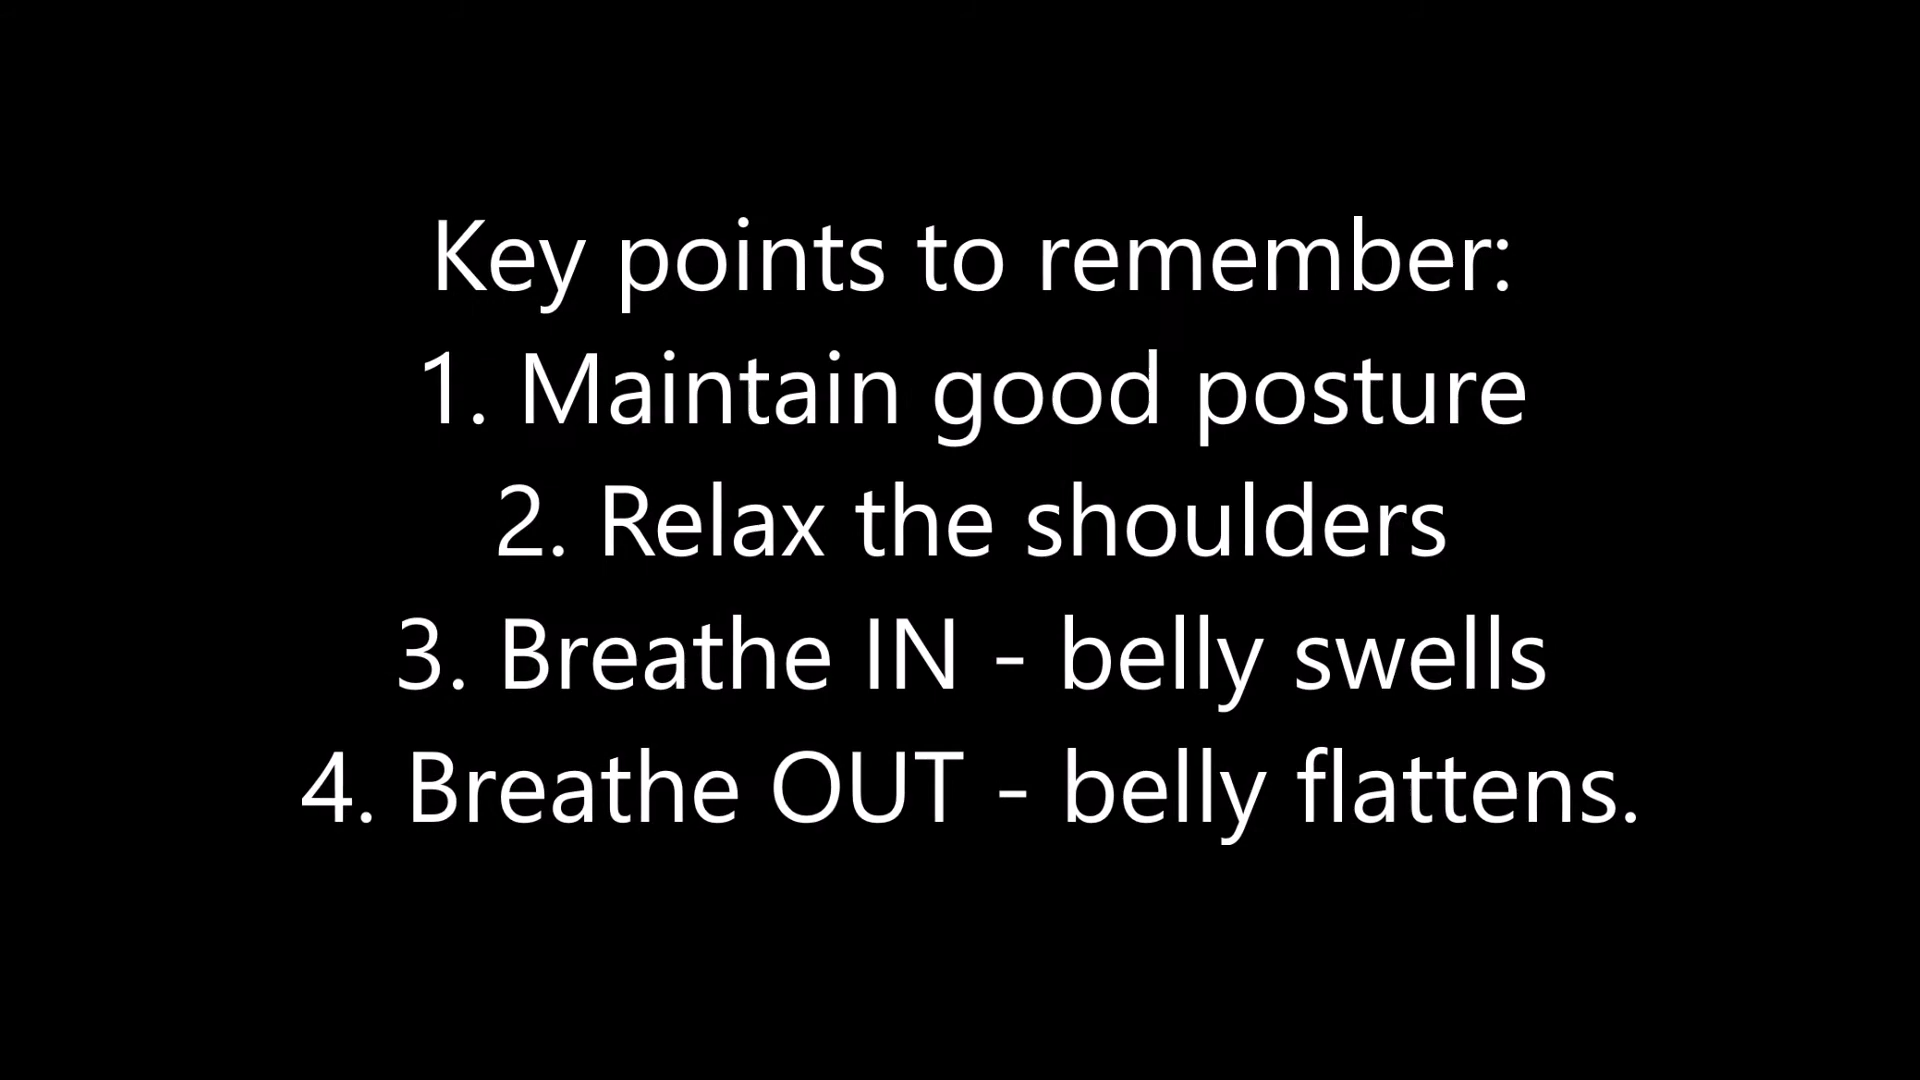 Key points to remember:
1. Maintain good posture
2. Relax the shoulders
3. Breathe IN - belly swells
4. Breathe OUT - belly flattens.